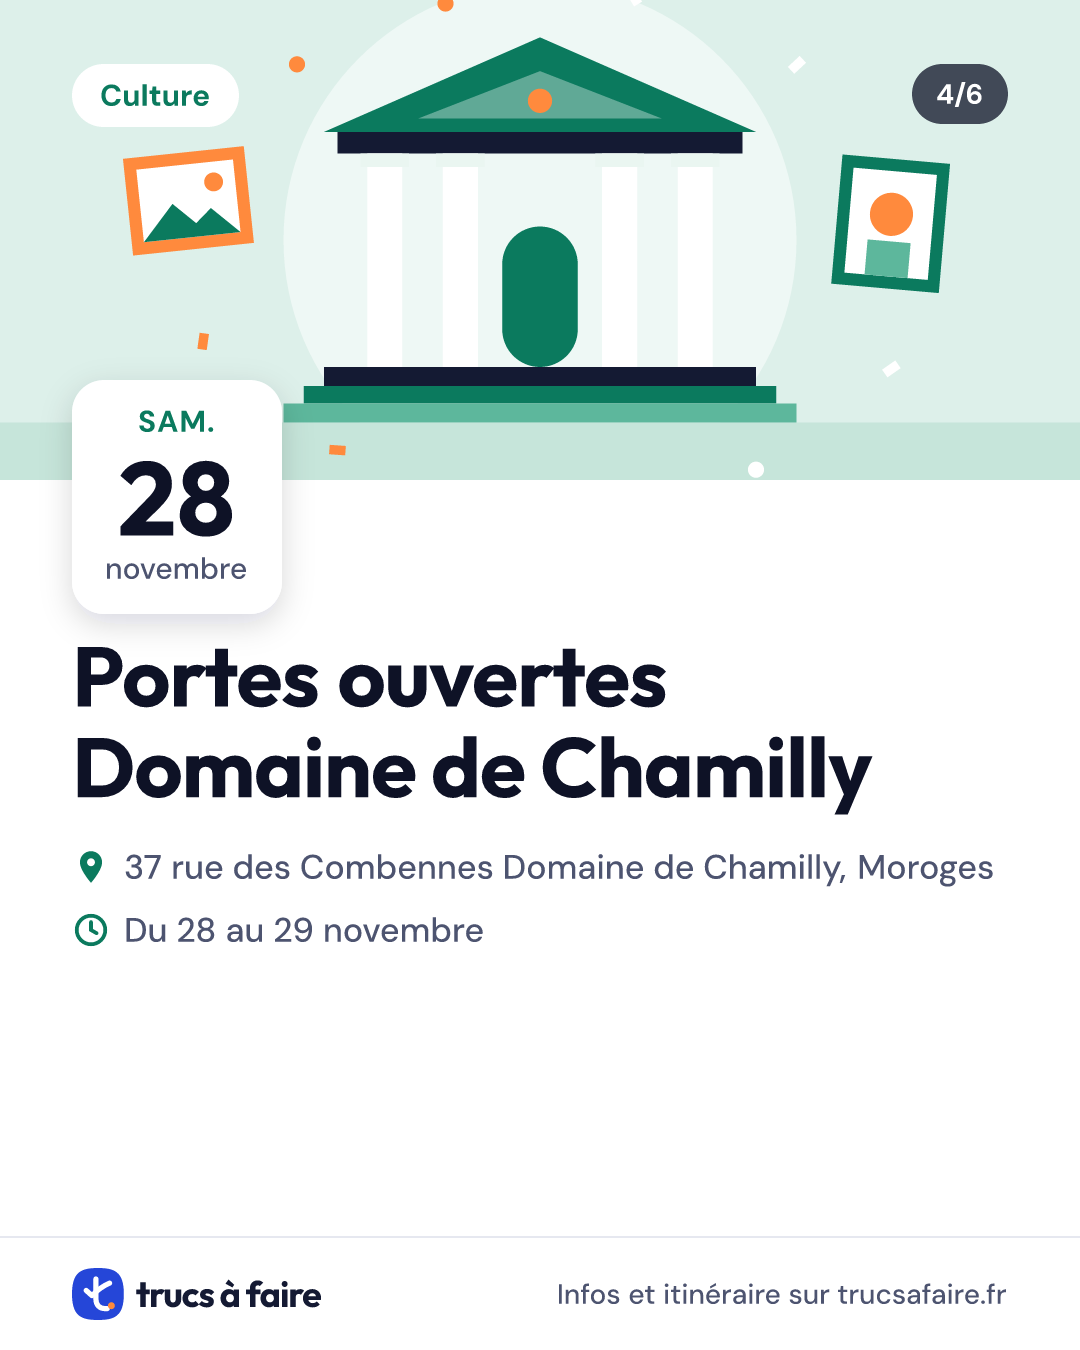 Culture
4/6
SAM.
28
novembre
Portes ouvertes
Domaine de Chamilly
37 rue des Combennes Domaine de Chamilly, Moroges
Du 28 au 29 novembre
trucs à faire
Infos et itinéraire sur trucsafaire.fr